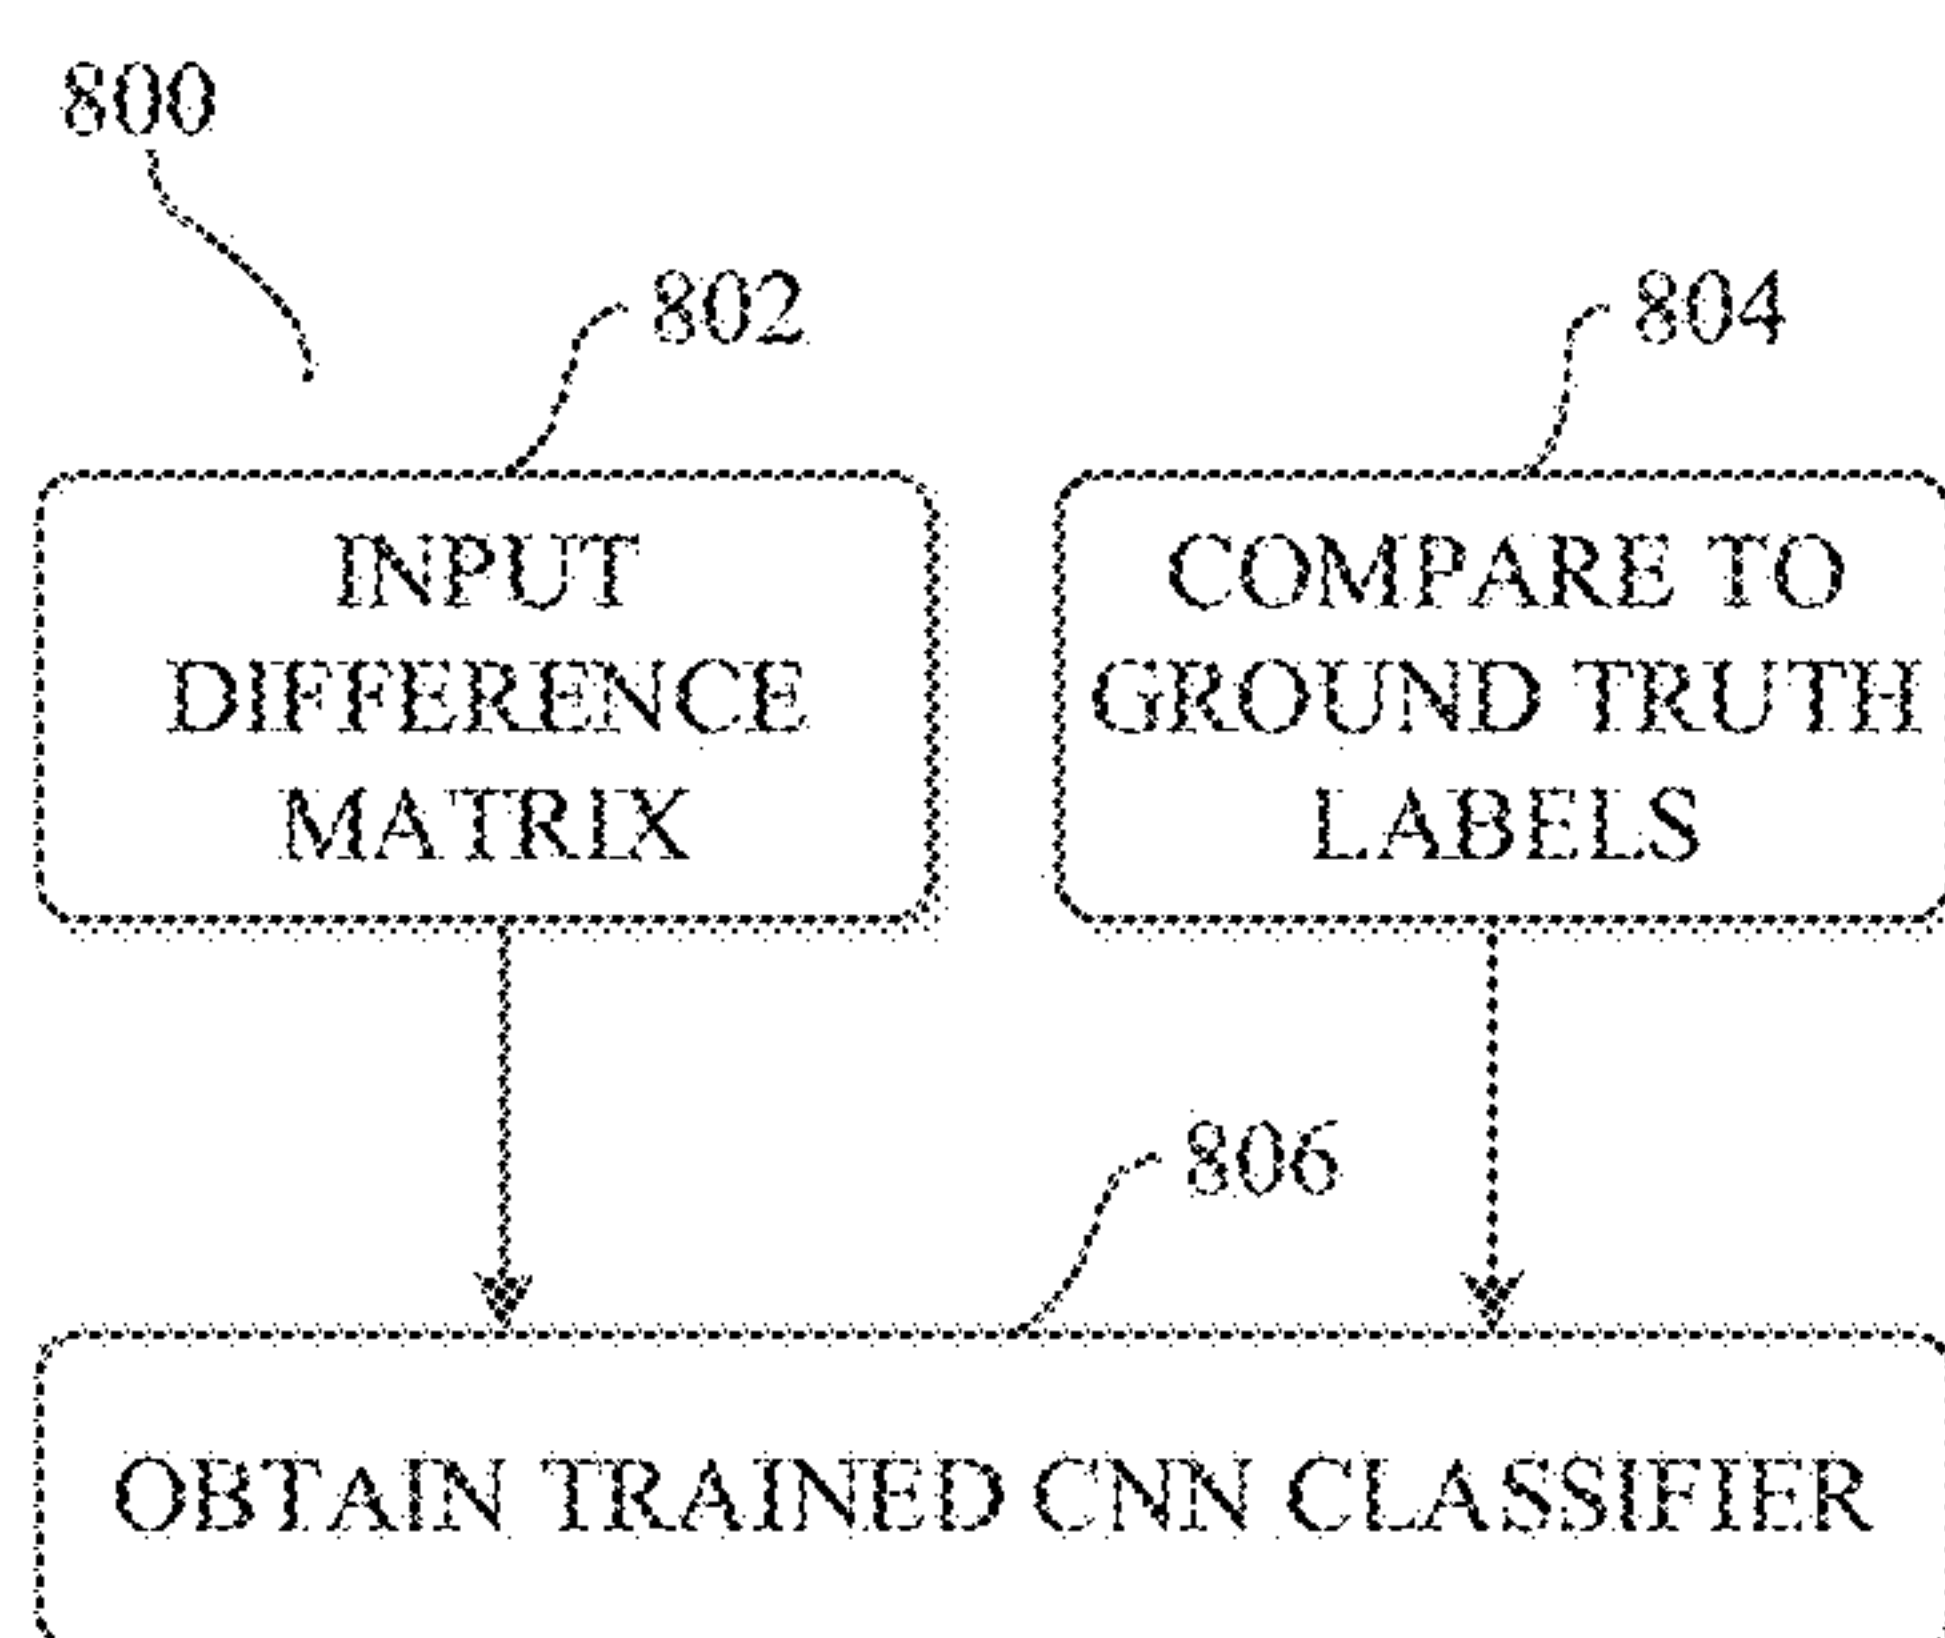 800
802
804
INPUT
DIFFERENCE
MATRIX
COMPARE TO
GROUND TRUTH
LABELS
806
OBTAIN TRAINED CNN CLASSIFIER